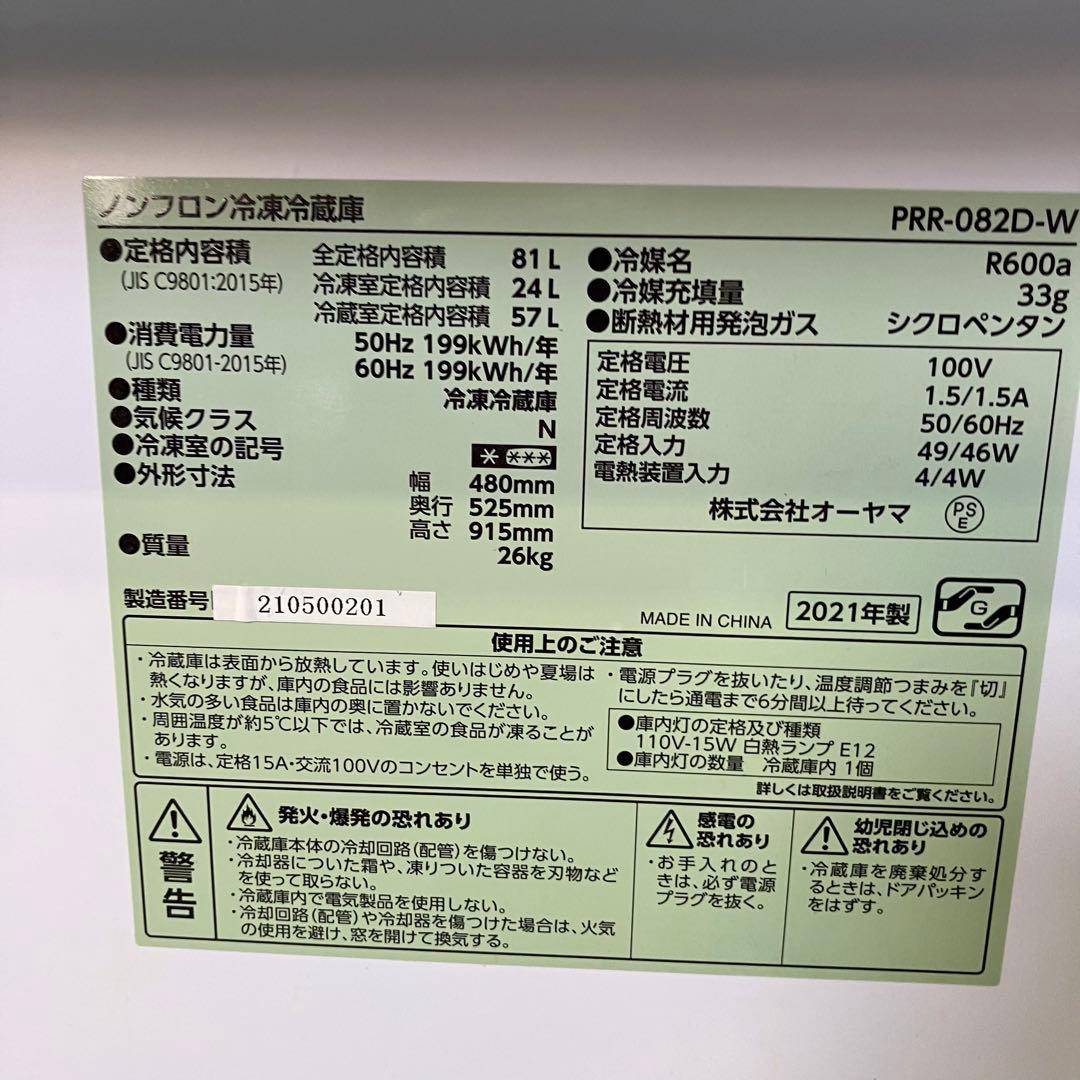 ノンフロン冷凍冷蔵庫
PRR-082D-W
●定格内容積
(JIS C9801:2015年)
全定格内容積 81 L
冷凍室定格内容積 24 L
冷蔵室定格内容積 57 L
●消費電力量
(JIS C9801-2015年)
50Hz 199kWh/年
60Hz 199kWh/年
●種類 冷凍冷蔵庫
●気候クラス N
●冷凍室の記号 * ***
●外形寸法
幅 480mm
奥行 525mm
高さ 915mm
●質量 26kg
●冷媒名 R600a
●冷媒充填量 33g
●断熱材用発泡ガス シクロペンタン
定格電圧 100V
定格電流 1.5/1.5A
定格周波数 50/60Hz
定格入力 49/46W
電熱装置入力 4/4W
株式会社オーヤマ
PS
E
製造番号 210500201
MADE IN CHINA
2021年製
G
使用上のご注意
・冷蔵庫は表面から放熱しています。使いはじめや夏場は
熱くなりますが、庫内の食品には影響ありません。
・水気の多い食品は庫内の奥に置かないでください。
・周囲温度が約5℃以下では、冷蔵室の食品が凍ることが
あります。
・電源は、定格15A・交流100Vのコンセントを単独で使う。
・電源プラグを抜いたり、温度調節つまみを『切』
にしたら通電まで6分間以上待ってください。
●庫内灯の定格及び種類
110V-15W 白熱ランプ E12
●庫内灯の数量 冷蔵庫内 1個
詳しくは取扱説明書をご覧ください。
警告
発火・爆発の恐れあり
・冷蔵庫本体の冷却回路(配管)を傷つけない。
・冷却器についた霜や、凍りついた容器を刃物など
を使って取らない。
・冷蔵庫内で電気製品を使用しない。
・冷却回路(配管)や冷却器を傷つけた場合は、火気
の使用を避け、窓を開けて換気する。
感電の
恐れあり
・お手入れのと
きは、必ず電源
プラグを抜く。
幼児閉じ込めの
恐れあり
・冷蔵庫を廃棄処分す
るときは、ドアパッキン
をはずす。